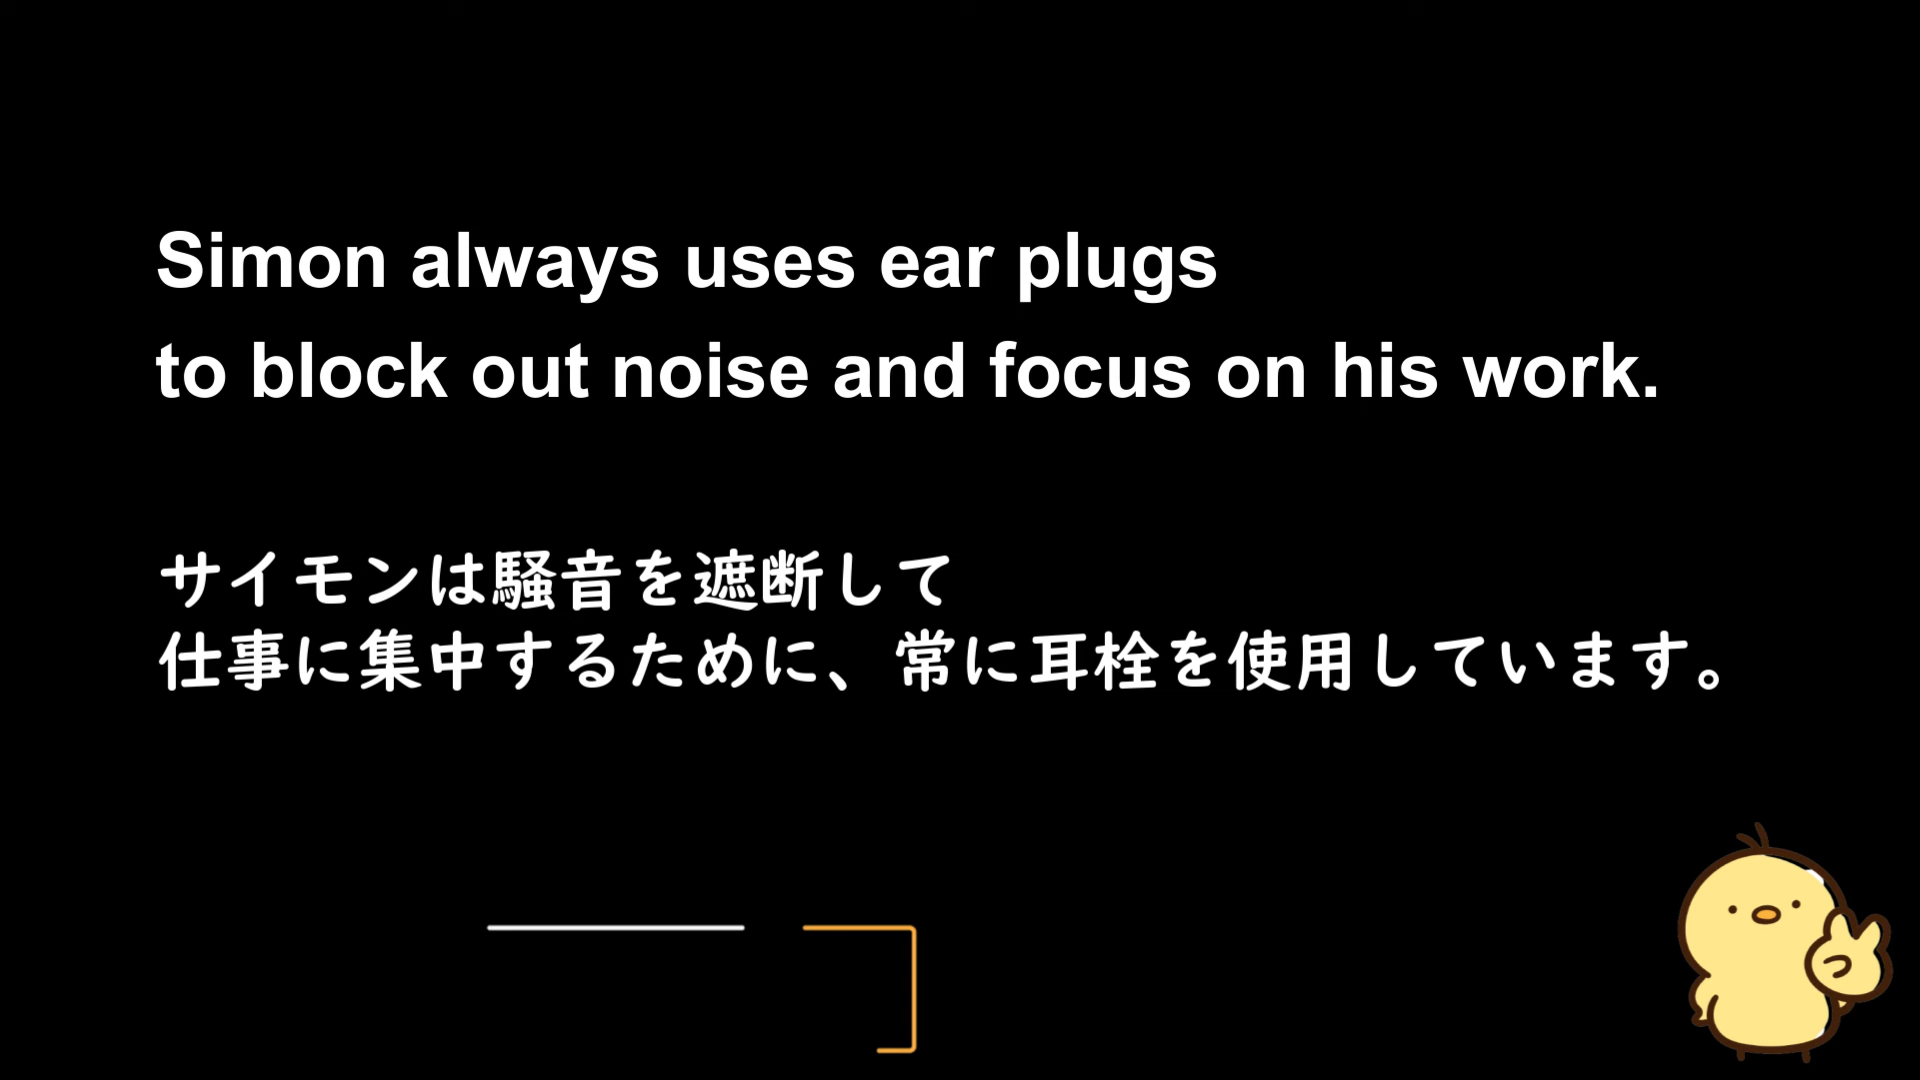 Simon always uses ear plugs
to block out noise and focus on his work.
サイモンは騒音を遮断して
仕事に集中するために、常に耳栓を使用しています。